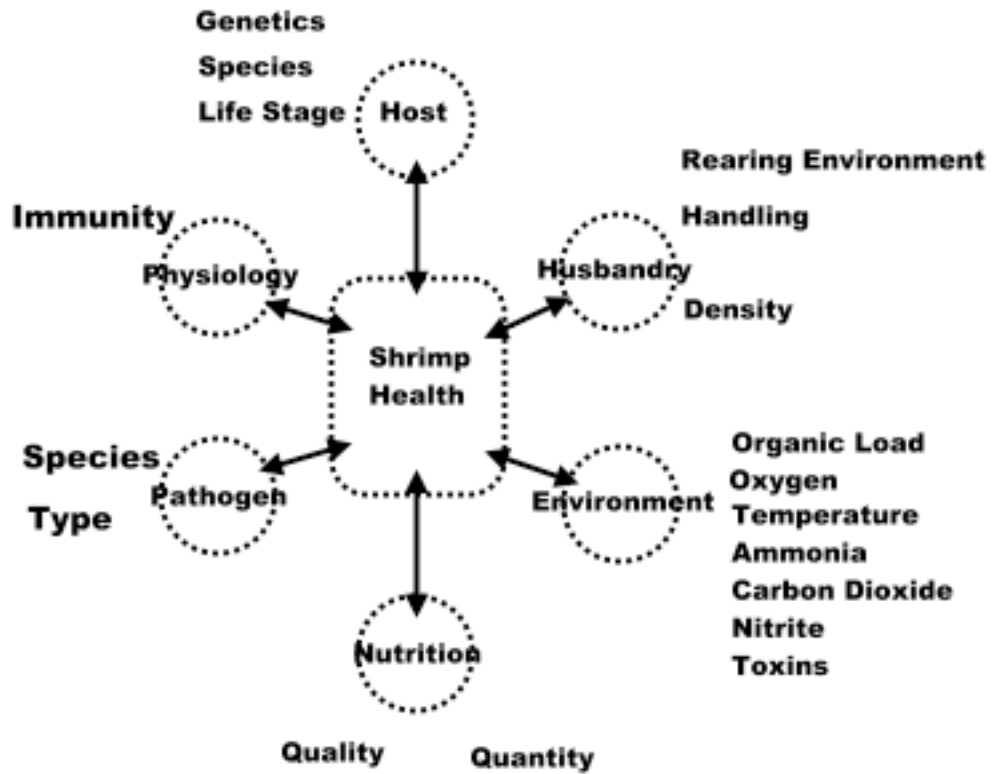 Genetics
Species
Life Stage
Host
Rearing Environment
Handling
Husbandry
Density
Immunity
Physiology
Shrimp
Health
Species
Type
Pathogen
Organic Load
Oxygen
Environment
Temperature
Ammonia
Carbon Dioxide
Nitrite
Toxins
Nutrition
Quality
Quantity